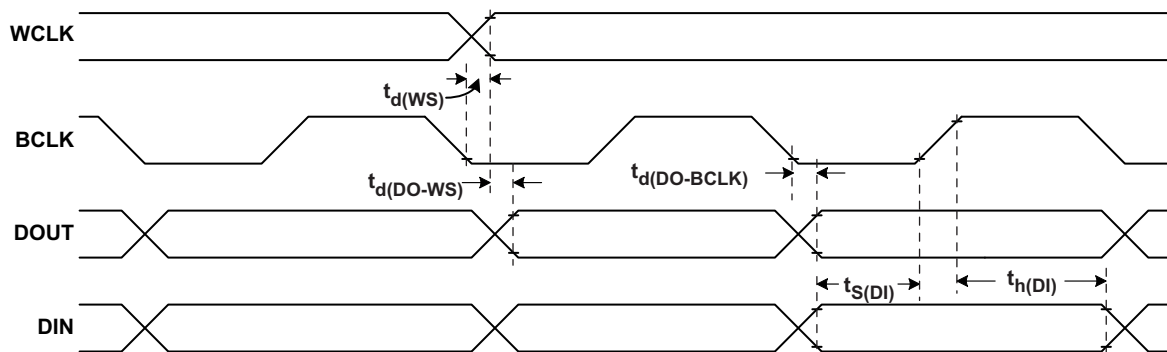 WCLK
t_d(WS)
BCLK
t_d(DO-WS)
t_d(DO-BCLK)
DOUT
t_S(DI)
t_h(DI)
DIN